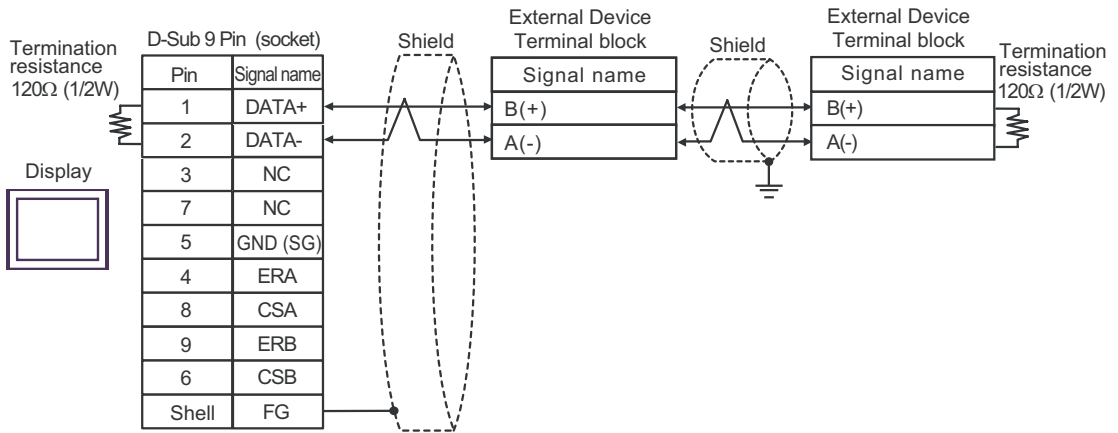 Termination
resistance
120Ω (1/2W)
D-Sub 9 Pin (socket)
Pin Signal name
1 DATA+
2 DATA-
3 NC
7 NC
5 GND (SG)
4 ERA
8 CSA
9 ERB
6 CSB
Shell FG
Display
Shield
External Device
Terminal block
Signal name
B(+)
A(-)
Shield
External Device
Terminal block
Signal name
B(+)
A(-)
Termination
resistance
120Ω (1/2W)